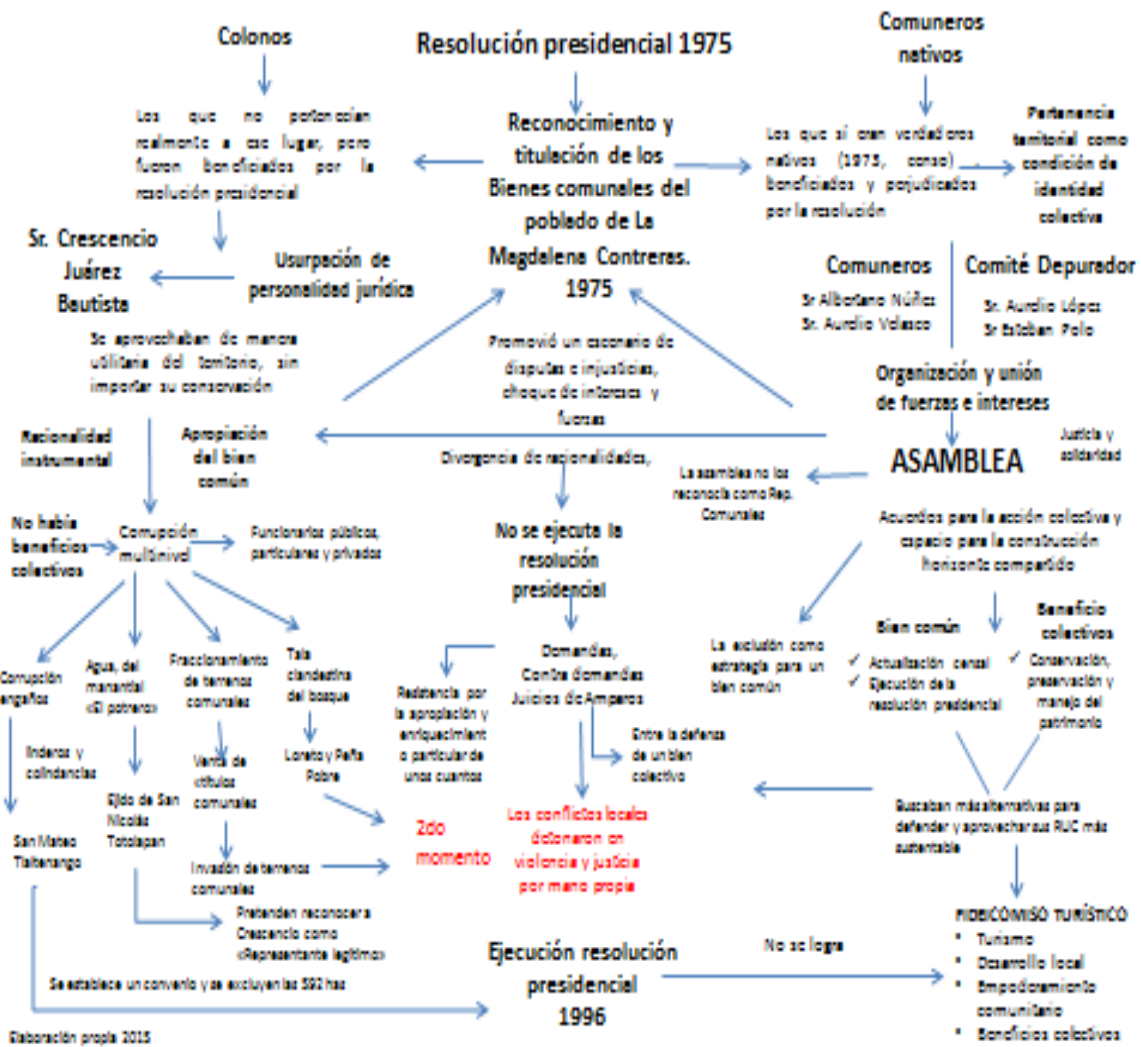 Colonos
Resolución presidencial 1975
Comuneros
nativos
Los que no pertenecían
realmente a ese lugar, pero
fueron beneficiados por la
resolución presidencial
Reconocimiento y
titulación de los
Bienes comunales del
poblado de La
Magdalena Contreras.
1975
Los que sí eran verdaderos
nativos (1975, censo) ,
beneficiados y perjudicados
por la resolución
Pertenencia
territorial como
condición de
identidad
colectiva
Sr. Crescencio
Juárez
Bautista
Usurpación de
personalidad jurídica
Comuneros
Sr Albertano Núñez
Sr. Aurelio Velasco
Comité Depurador
Sr. Aurelio López
Sr Esteban Polo
Se aprovechaban de manera
utilitaria del territorio, sin
importar su conservación
Promovió un escenario de
disputas e injusticias,
choque de intereses y
fuerzas
Organización y unión
de fuerzas e intereses
Racionalidad
instrumental
Apropiación
del bien
común
Divergencia de racionalidades,
La asamblea no los
reconocía como Rep.
Comunales
ASAMBLEA
Justicia y
solidaridad
No había
beneficios
colectivos
Corrupción
multinivel
Funcionarios públicos,
particulares y privados
No se ejecuta la
resolución
presidencial
Acuerdos para la acción colectiva y
espacio para la construcción
horizonte compartido
Corrupción
engaños
Agua, del
manantial
«El potrero»
Fraccionamiento
de terrenos
comunales
Tala
clandestina
del bosque
Demandas,
Contra demandas
Juicios de Amparos
La exclusión como
estrategia para un
bien común
Bien común
✓ Actualización censal
✓ Ejecución de la
resolución presidencial
Beneficio
colectivos
✓ Conservación,
preservación y
manejo del
patrimonio
Resistencia por
la apropiación y
enriquecimient
o particular de
unos cuantos
Entre la defensa
de un bien
colectivo
linderos y
colindancias
Venta de
«títulos
comunales
Loreto y Peña
Pobre
Ejido de San
Nicolás
Totolapan
San Mateo
Tlaltenango
Invasión de terrenos
comunales
2do
momento
Los conflictos locales
detonaron en
violencia y justicia
por mano propia
Buscaban más alternativas para
defender y aprovechar sus RUC más
sustentable
Pretenden reconocer a
Crescencio como
«Representante legítimo»
Se establece un convenio y se excluyen las 592 has
Ejecución resolución
presidencial
1996
No se logra
FIDEICOMISO TURÍSTICO
• Turismo
• Desarrollo local
• Empoderamiento
comunitario
• Beneficios colectivos
Elaboración propia 2015